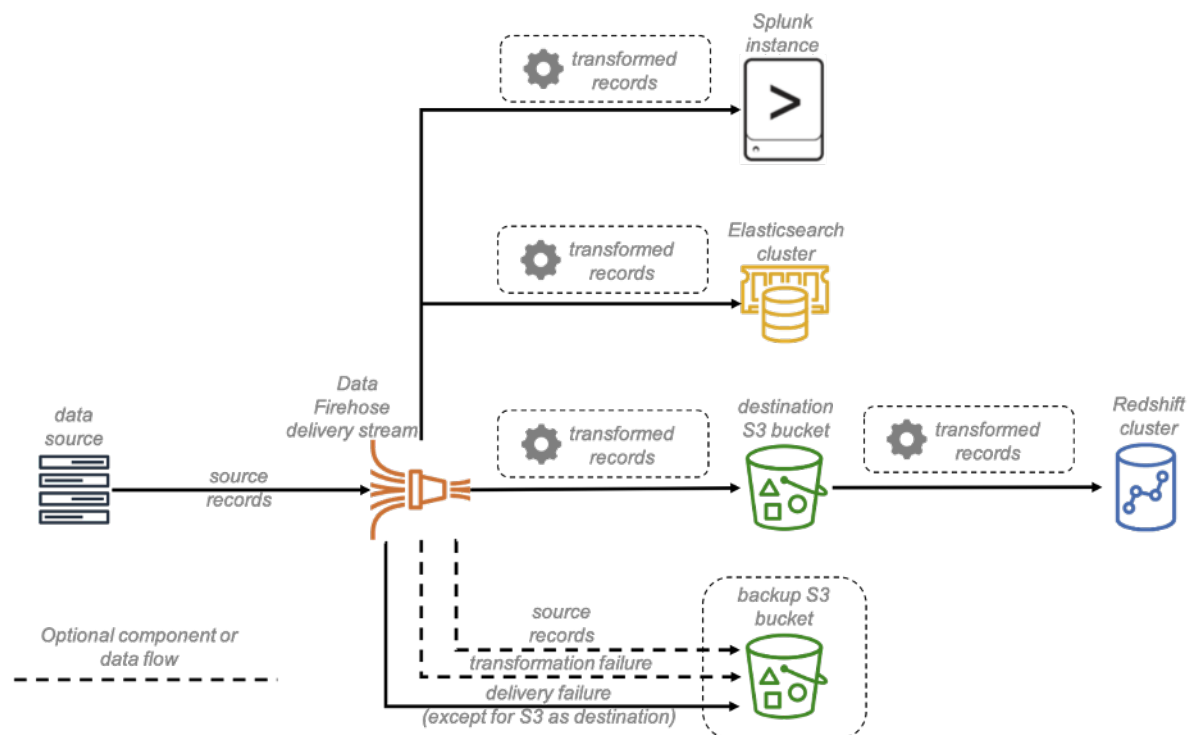 Splunk
instance
transformed
records
Elasticsearch
cluster
transformed
records
Data
Firehose
delivery stream
data
source
source
records
transformed
records
destination
S3 bucket
transformed
records
Redshift
cluster
backup S3
bucket
source
records
transformation failure
delivery failure
(except for S3 as destination)
Optional component or
data flow